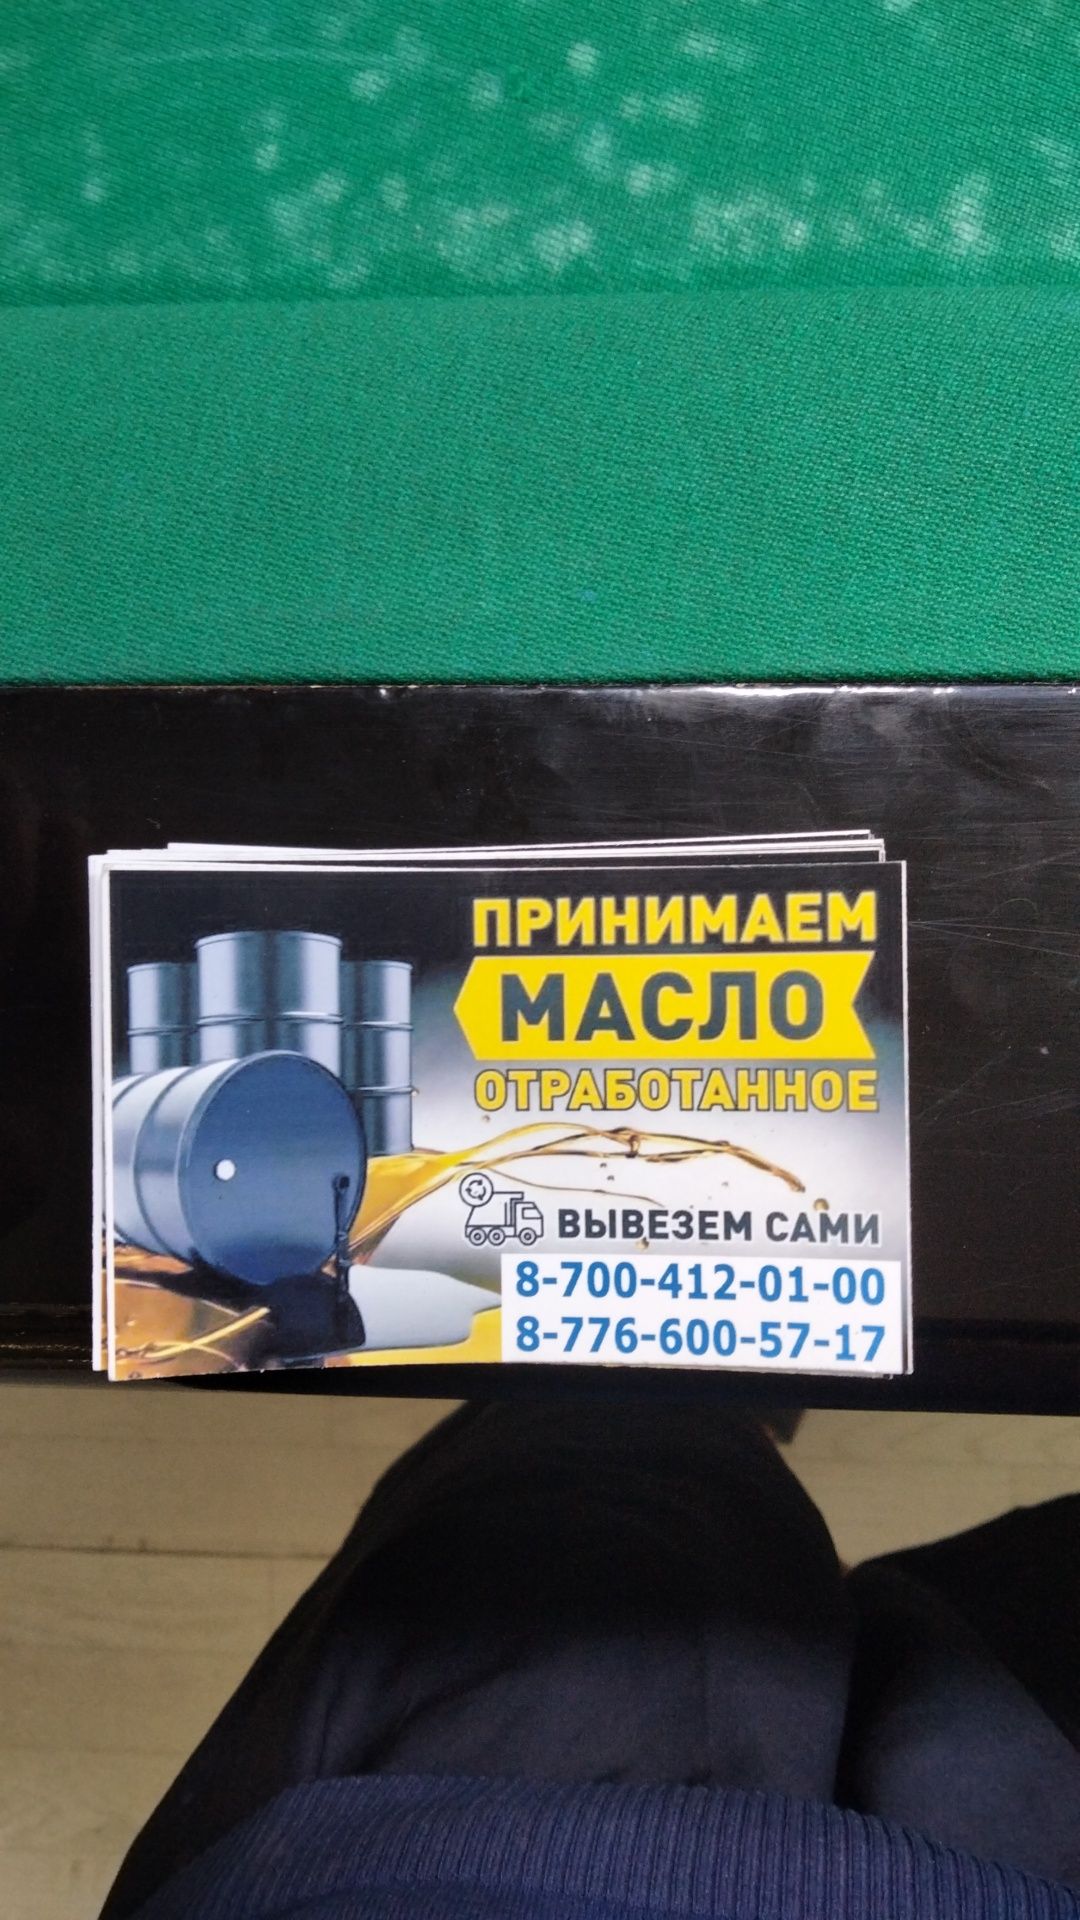 ПРИНИМАЕМ
МАСЛО
ОТРАБОТАННОЕ
ВЫВЕЗЕМ САМИ
8-700-412-01-00
8-776-600-57-17